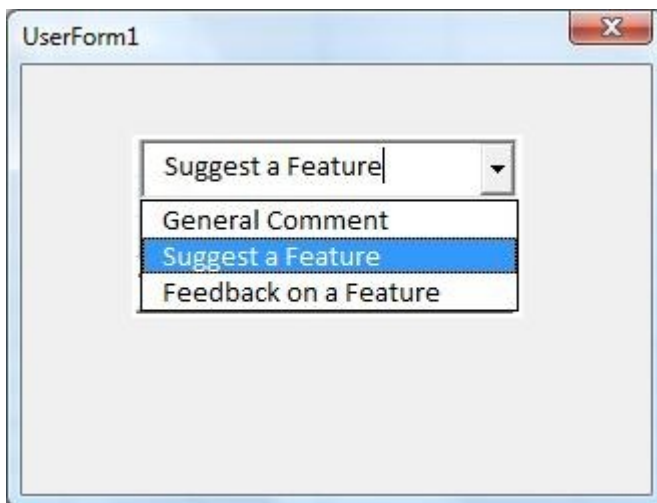 UserForm1
Suggest a Feature
General Comment
Suggest a Feature
Feedback on a Feature